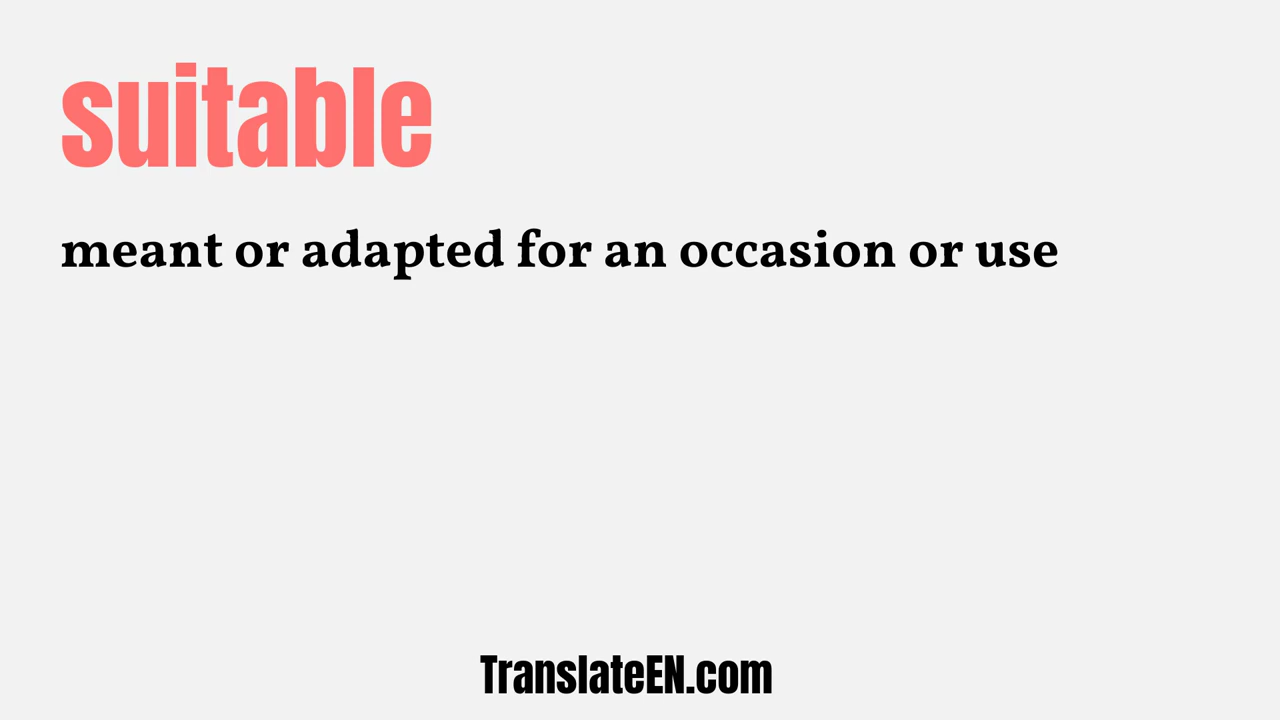 suitable
meant or adapted for an occasion or use
TranslateEN.com